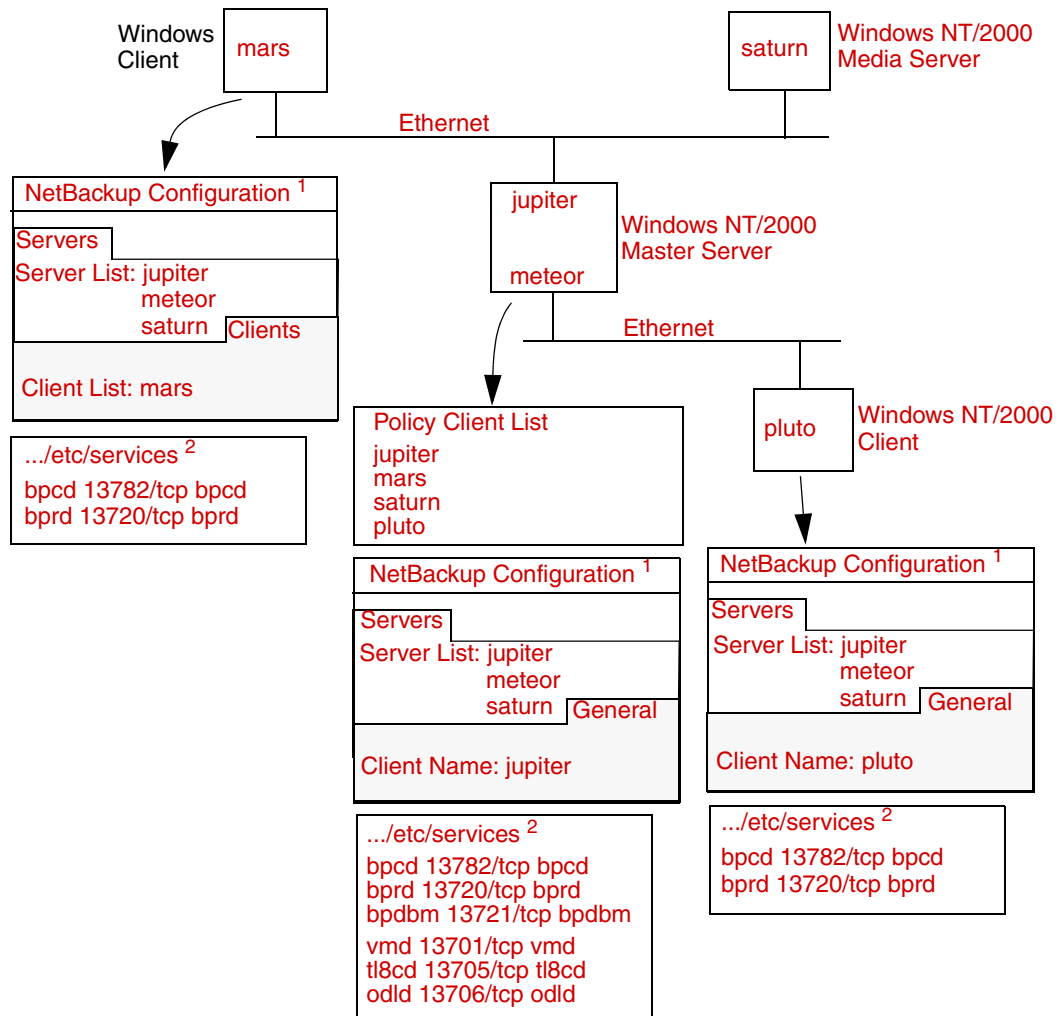 Windows
Client
mars
saturn
Windows NT/2000
Media Server
Ethernet
NetBackup Configuration 1
Servers
Server List: jupiter
meteor
saturn
Clients
Client List: mars
.../etc/services 2
bpcd 13782/tcp bpcd
bprd 13720/tcp bprd
jupiter
meteor
Windows NT/2000
Master Server
Ethernet
pluto
Windows NT/2000
Client
Policy Client List
jupiter
mars
saturn
pluto
NetBackup Configuration 1
Servers
Server List: jupiter
meteor
saturn
General
Client Name: jupiter
.../etc/services 2
bpcd 13782/tcp bpcd
bprd 13720/tcp bprd
bpdbm 13721/tcp bpdbm
vmd 13701/tcp vmd
tl8cd 13705/tcp tl8cd
odld 13706/tcp odld
NetBackup Configuration 1
Servers
Server List: jupiter
meteor
saturn
General
Client Name: pluto
.../etc/services 2
bpcd 13782/tcp bpcd
bprd 13720/tcp bprd